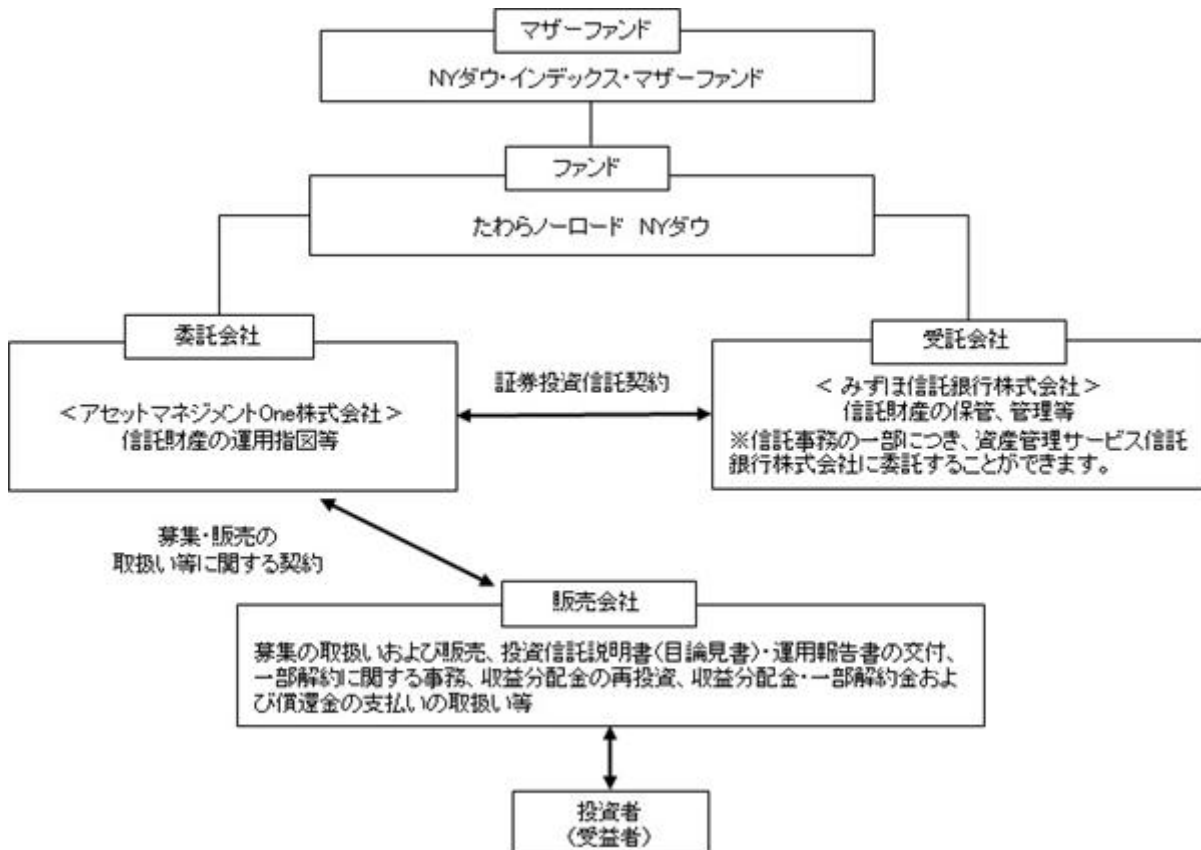 マザーファンド
NYダウ・インデックス・マザーファンド
ファンド
たわらノーロード NYダウ
委託会社
＜アセットマネジメントOne株式会社＞
信託財産の運用指図等
証券投資信託契約
受託会社
＜みずほ信託銀行株式会社＞
信託財産の保管、管理等
※信託事務の一部につき、資産管理サービス信託
銀行株式会社に委託することができます。
募集・販売の
取扱い等に関する契約
販売会社
募集の取扱いおよび販売、投資信託説明書（目論見書）・運用報告書の交付、
一部解約に関する事務、収益分配金の再投資、収益分配金・一部解約金およ
び償還金の支払いの取扱い等
投資者
（受益者）